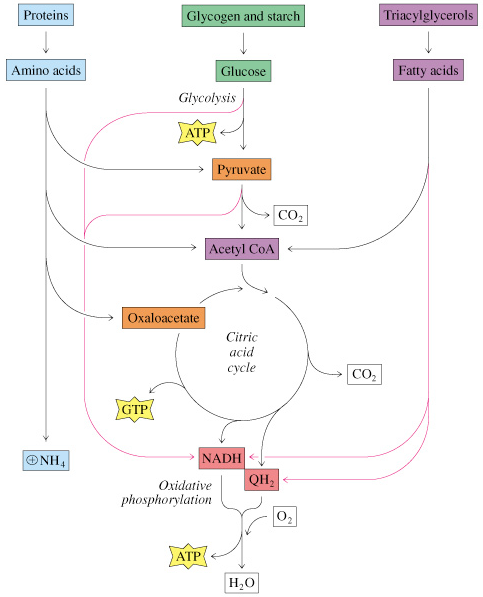 Proteins
Glycogen and starch
Triacylglycerols
Amino acids
Glucose
Fatty acids
Glycolysis
ATP
Pyruvate
CO₂
Acetyl CoA
Oxaloacetate
Citric
acid
cycle
CO₂
GTP
⊕NH₄
NADH
QH₂
Oxidative
phosphorylation
O₂
ATP
H₂O